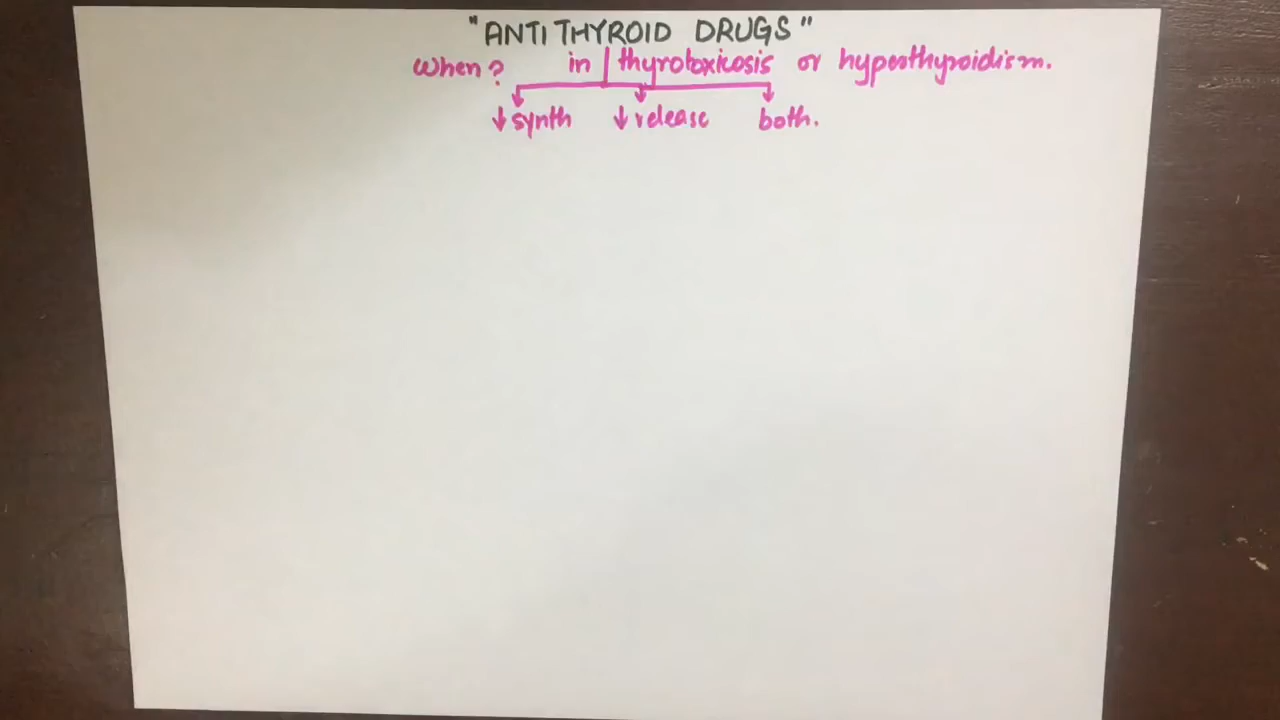 "ANTI THYROID DRUGS"
When? in thyrotoxicosis or hyperthyroidism.
↓ synth ↓ release both.